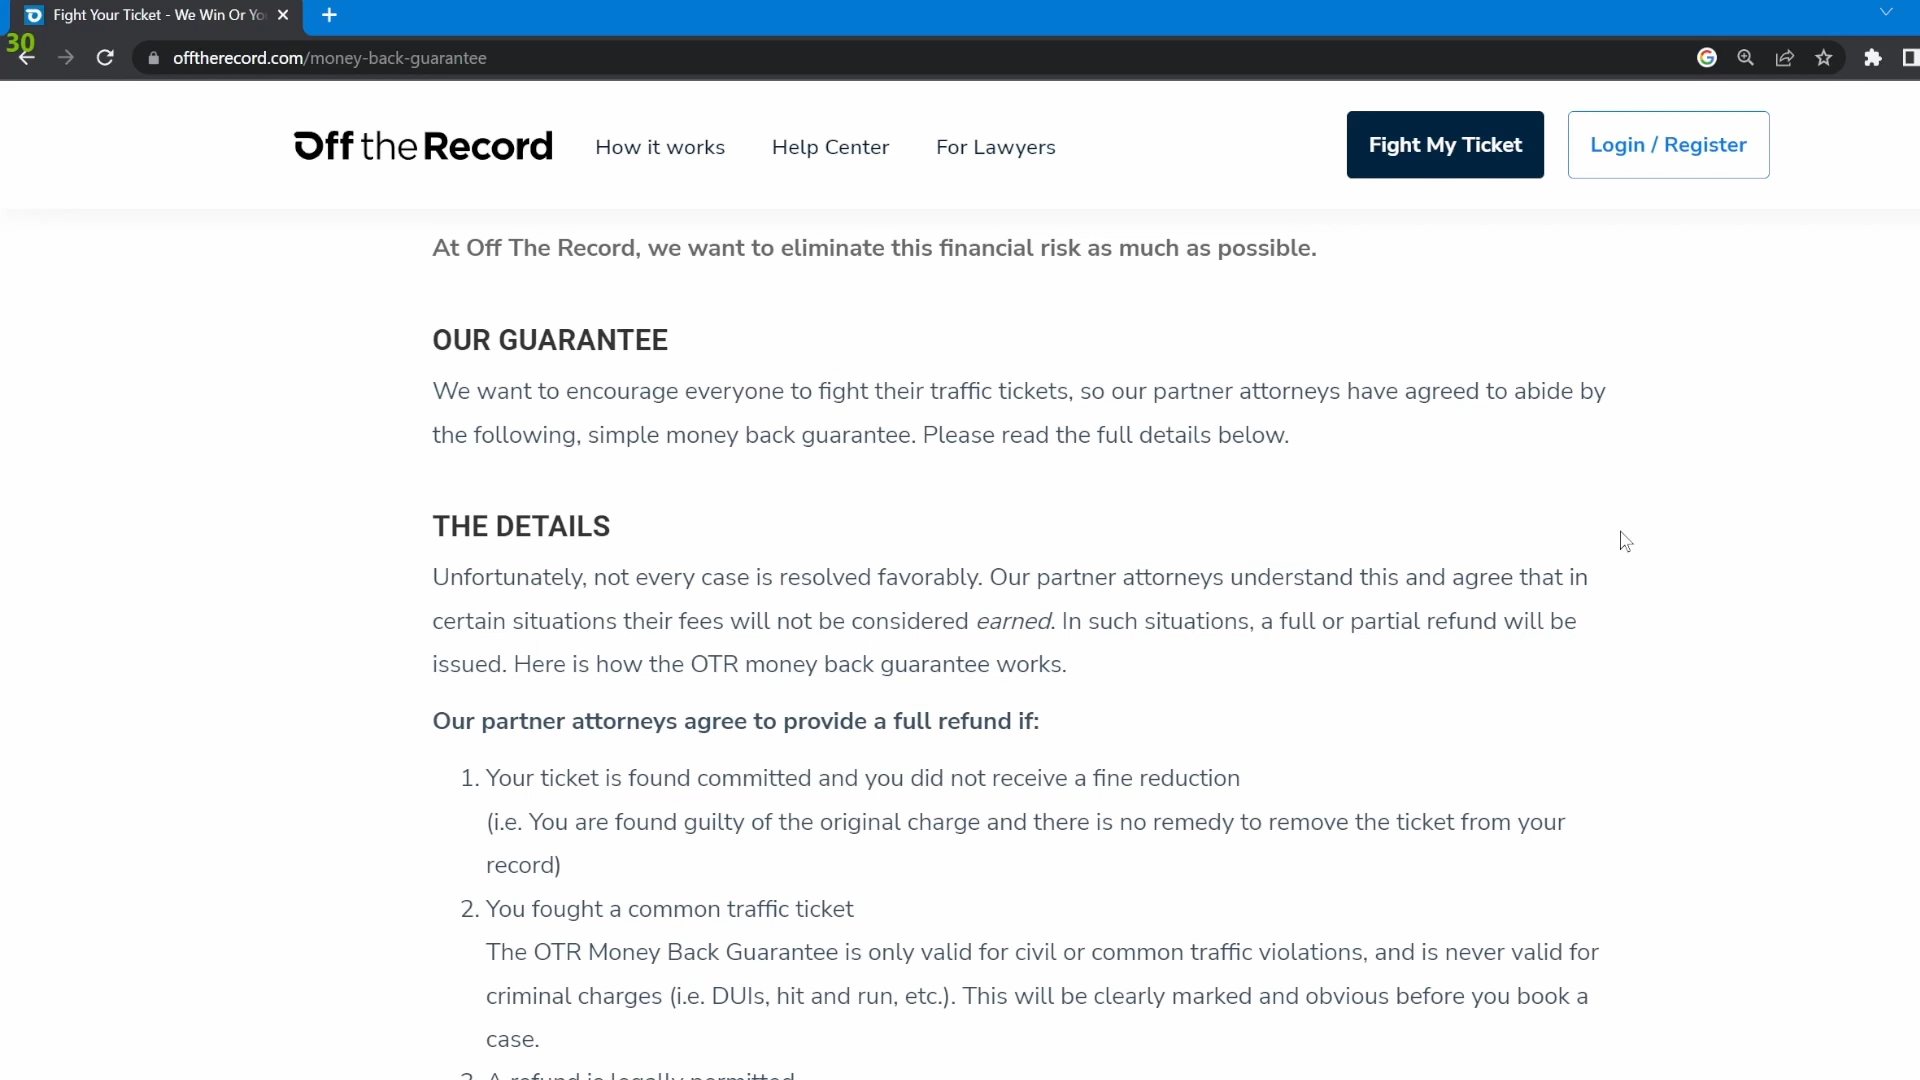 Fight Your Ticket - We Win Or Yo
30
offtherecord.com/money-back-guarantee
Off the Record
How it works
Help Center
For Lawyers
Fight My Ticket
Login / Register
At Off The Record, we want to eliminate this financial risk as much as possible.
OUR GUARANTEE
We want to encourage everyone to fight their traffic tickets, so our partner attorneys have agreed to abide by
the following, simple money back guarantee. Please read the full details below.
THE DETAILS
Unfortunately, not every case is resolved favorably. Our partner attorneys understand this and agree that in
certain situations their fees will not be considered earned. In such situations, a full or partial refund will be
issued. Here is how the OTR money back guarantee works.
Our partner attorneys agree to provide a full refund if:
1. Your ticket is found committed and you did not receive a fine reduction
(i.e. You are found guilty of the original charge and there is no remedy to remove the ticket from your
record)
2. You fought a common traffic ticket
The OTR Money Back Guarantee is only valid for civil or common traffic violations, and is never valid for
criminal charges (i.e. DUIs, hit and run, etc.). This will be clearly marked and obvious before you book a
case.
3. A refund is legally permitted